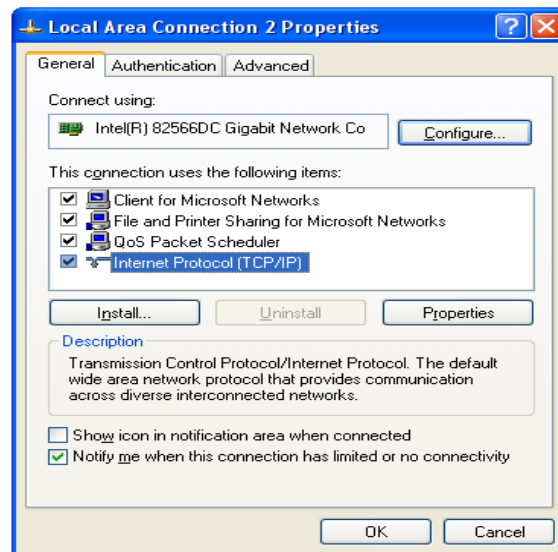 Local Area Connection 2 Properties
General Authentication Advanced
Connect using:
Intel(R) 82566DC Gigabit Network Co
Configure...
This connection uses the following items:
Client for Microsoft Networks
File and Printer Sharing for Microsoft Networks
QoS Packet Scheduler
Internet Protocol (TCP/IP)
Install... Uninstall Properties
Description
Transmission Control Protocol/Internet Protocol. The default
wide area network protocol that provides communication
across diverse interconnected networks.
Show icon in notification area when connected
Notify me when this connection has limited or no connectivity
OK Cancel